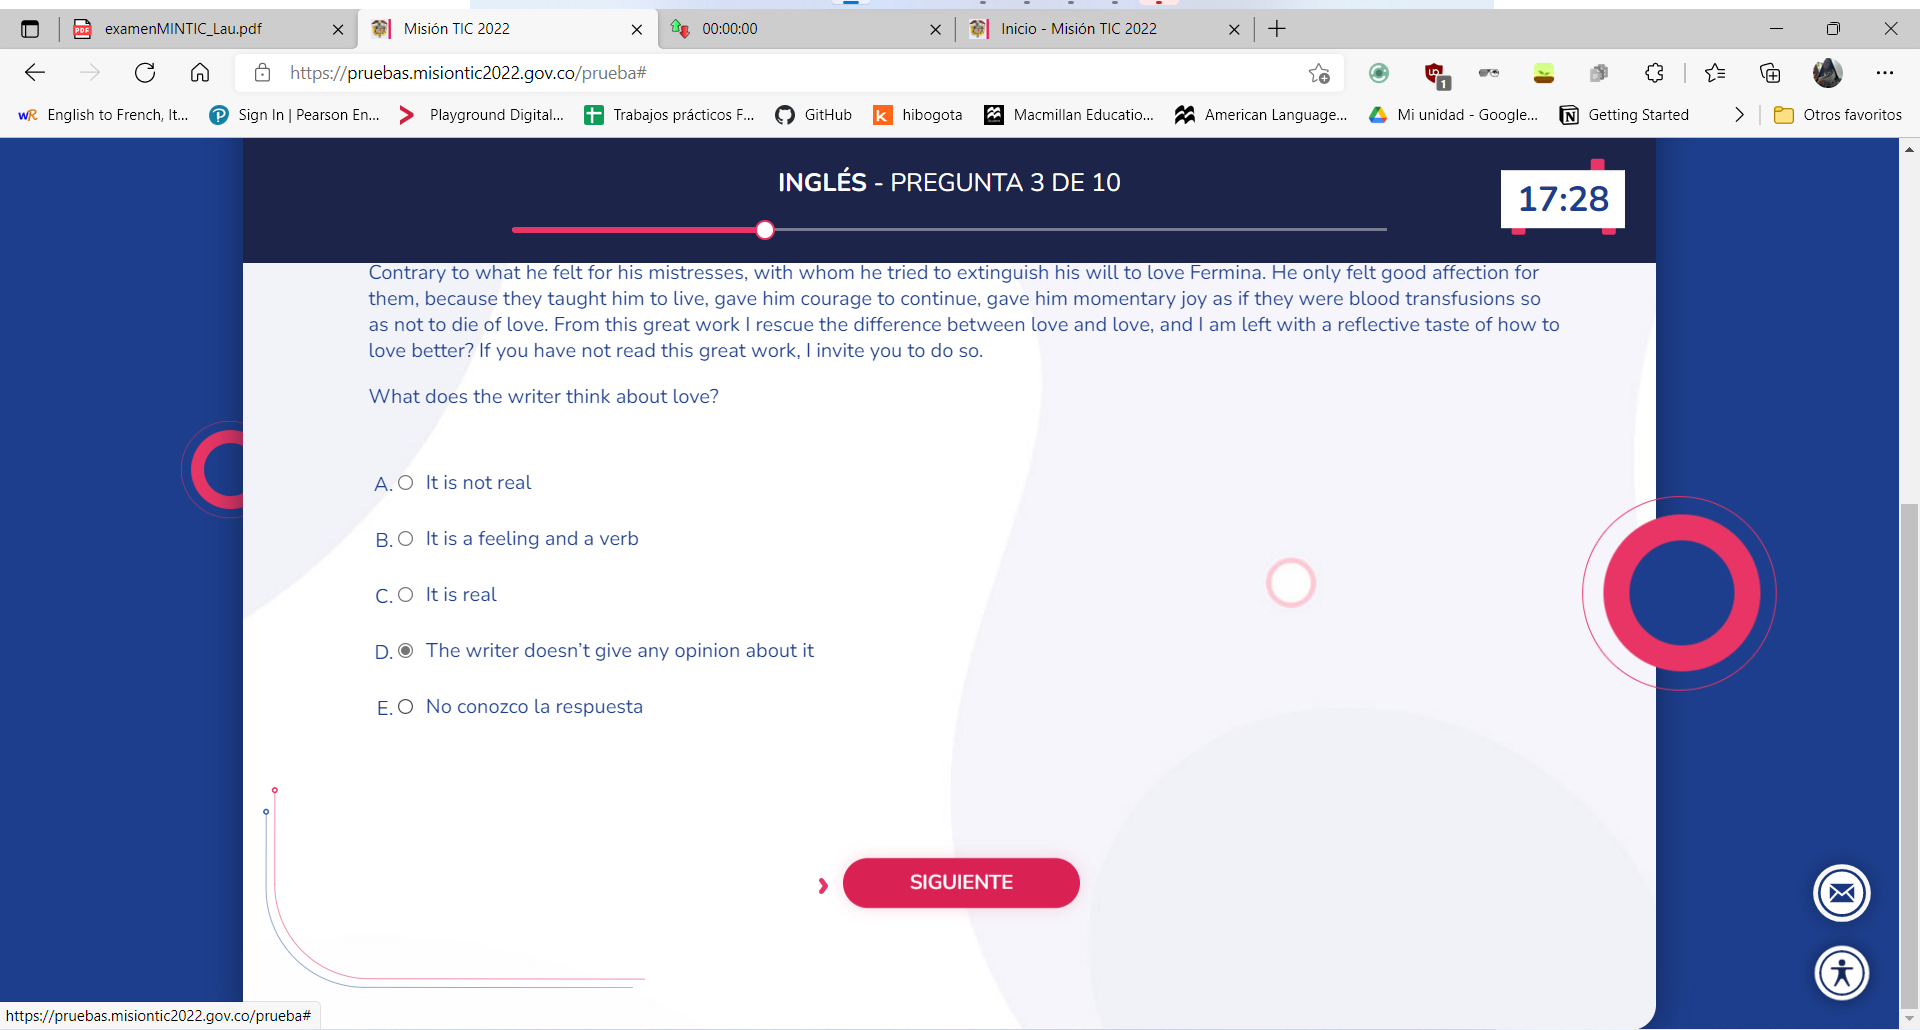 examenMINTIC_Lau.pdf
Misión TIC 2022
00:00:00
Inicio - Misión TIC 2022
https://pruebas.misiontic2022.gov.co/prueba#
1
English to French, It...
Sign In | Pearson En...
Playground Digital...
Trabajos prácticos F...
GitHub
hibogota
Macmillan Educatio...
American Language...
Mi unidad - Google...
Getting Started
Otros favoritos
INGLÉS - PREGUNTA 3 DE 10
17:28
Contrary to what he felt for his mistresses, with whom he tried to extinguish his will to love Fermina. He only felt good affection for
them, because they taught him to live, gave him courage to continue, gave him momentary joy as if they were blood transfusions so
as not to die of love. From this great work I rescue the difference between love and love, and I am left with a reflective taste of how to
love better? If you have not read this great work, I invite you to do so.
What does the writer think about love?
A. It is not real
B. It is a feeling and a verb
C. It is real
D. The writer doesn't give any opinion about it
E. No conozco la respuesta
SIGUIENTE
https://pruebas.misiontic2022.gov.co/prueba#